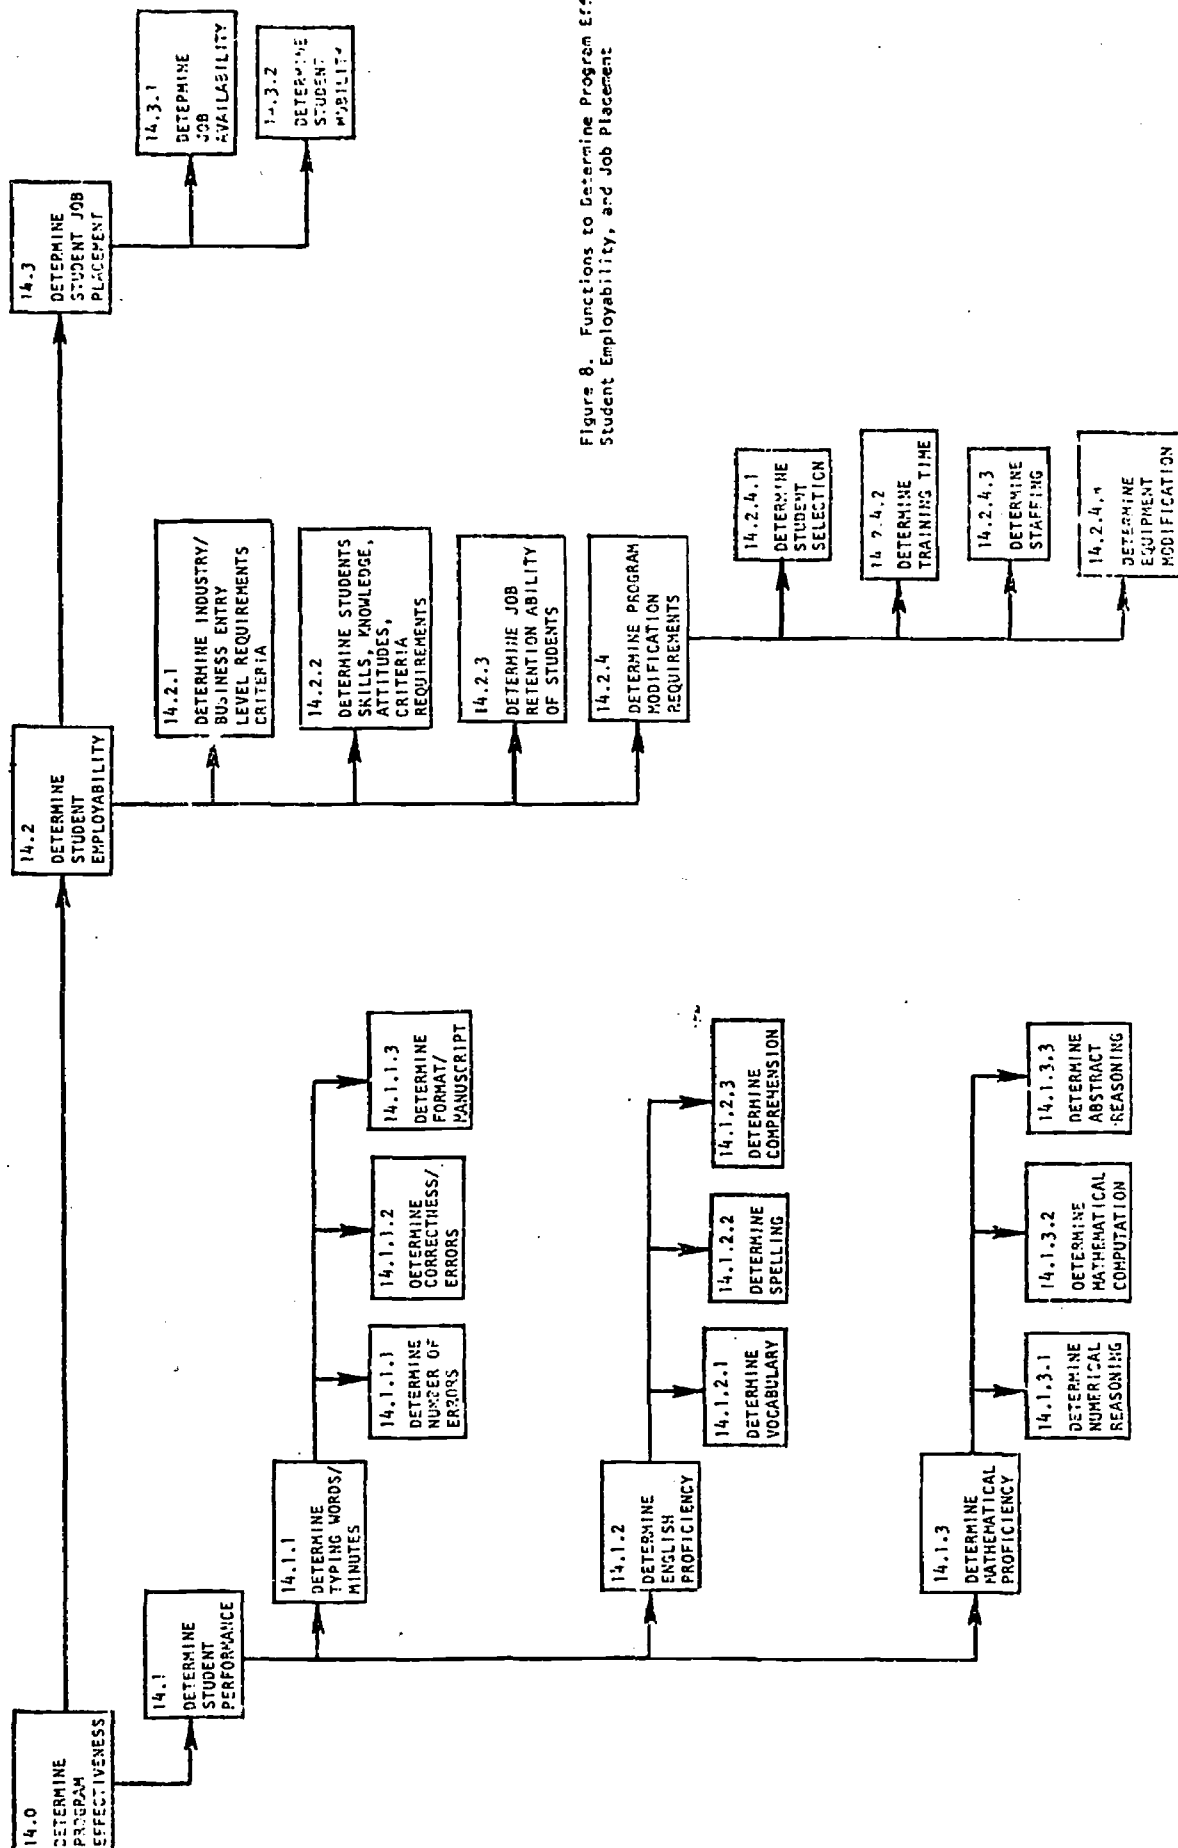 14.0
DETERMINE
PROGRAM
EFFECTIVENESS
14.1
DETERMINE
STUDENT
PERFORMANCE
14.1.1
DETERMINE
TYPING WORDS/
MINUTES
14.1.1.1
DETERMINE
NUMBER OF
ERRORS
14.1.1.2
DETERMINE
CORRECTNESS/
ERRORS
14.1.1.3
DETERMINE
FORMAT/
MANUSCRIPT
14.1.2
DETERMINE
ENGLISH
PROFICIENCY
14.1.2.1
DETERMINE
VOCABULARY
14.1.2.2
DETERMINE
SPELLING
14.1.2.3
DETERMINE
COMPREHENSION
14.1.3
DETERMINE
MATHEMATICAL
PROFICIENCY
14.1.3.1
DETERMINE
NUMERICAL
REASONING
14.1.3.2
DETERMINE
MATHEMATICAL
COMPUTATION
14.1.3.3
DETERMINE
ABSTRACT
REASONING
14.2
DETERMINE
STUDENT
EMPLOYABILITY
14.2.1
DETERMINE INDUSTRY/
BUSINESS ENTRY
LEVEL REQUIREMENTS
CRITERIA
14.2.2
DETERMINE STUDENTS
SKILLS, KNOWLEDGE,
ATTITUDES,
CRITERIA
REQUIREMENTS
14.2.3
DETERMINE JOB
RETENTION ABILITY
OF STUDENTS
14.2.4
DETERMINE PROGRAM
MODIFICATION
REQUIREMENTS
14.2.4.1
DETERMINE
STUDENT
SELECTION
14.2.4.2
DETERMINE
TRAINING TIME
14.2.4.3
DETERMINE
STAFFING
14.2.4.4
DETERMINE
EQUIPMENT
MODIFICATION
14.3
DETERMINE
STUDENT JOB
PLACEMENT
14.3.1
DETERMINE
JOB
AVAILABILITY
14.3.2
DETERMINE
STUDENT
MOBILITY
Figure 8. Functions to Determine Program
Student Employability, and Job Placement